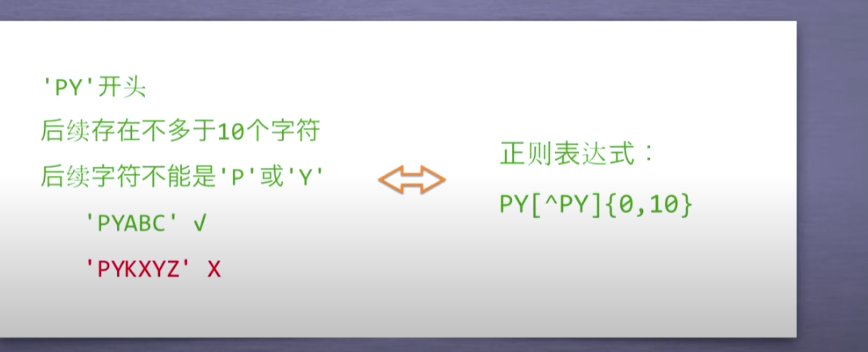 'PY'开头
后续存在不多于10个字符
后续字符不能是'P'或'Y'
'PYABC' √
'PYKXYZ' X
正则表达式：
PY[^PY]{0,10}